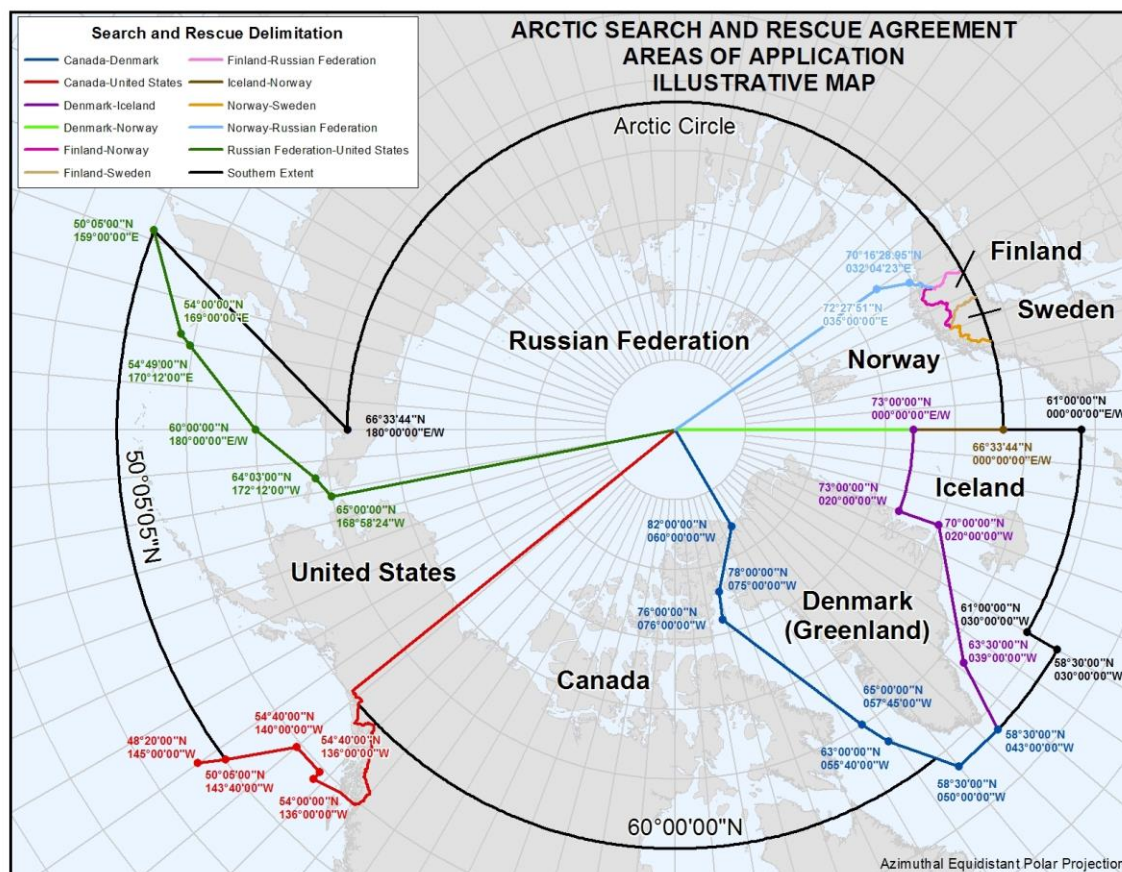 ARCTIC SEARCH AND RESCUE AGREEMENT
AREAS OF APPLICATION
ILLUSTRATIVE MAP
Search and Rescue Delimitation
Canada-Denmark
Canada-United States
Denmark-Iceland
Denmark-Norway
Finland-Norway
Finland-Sweden
Finland-Russian Federation
Iceland-Norway
Norway-Sweden
Norway-Russian Federation
Russian Federation-United States
Southern Extent
Arctic Circle
50°05'00"N
159°00'00"E
54°00'00"N
169°00'00"E
54°49'00"N
170°12'00"E
60°00'00"N
180°00'00"E/W
64°03'00"N
172°12'00"W
65°00'00"N
168°58'24"W
66°33'44"N
180°00'00"E/W
50°05'05"N
Russian Federation
70°16'28.95"N
032°04'23"E
72°27'51"N
035°00'00"E
Finland
Sweden
Norway
73°00'00"N
000°00'00"E/W
61°00'00"N
000°00'00"E/W
66°33'44"N
000°00'00"E/W
Iceland
73°00'00"N
020°00'00"W
70°00'00"N
020°00'00"W
82°00'00"N
060°00'00"W
78°00'00"N
075°00'00"W
76°00'00"N
076°00'00"W
United States
Denmark
(Greenland)
61°00'00"N
030°00'00"W
63°30'00"N
039°00'00"W
58°30'00"N
030°00'00"W
Canada
65°00'00"N
057°45'00"W
63°00'00"N
055°40'00"W
58°30'00"N
043°00'00"W
58°30'00"N
050°00'00"W
54°40'00"N
140°00'00"W
54°40'00"N
136°00'00"W
48°20'00"N
145°00'00"W
50°05'00"N
143°40'00"W
54°00'00"N
136°00'00"W
60°00'00"N
Azimuthal Equidistant Polar Projection